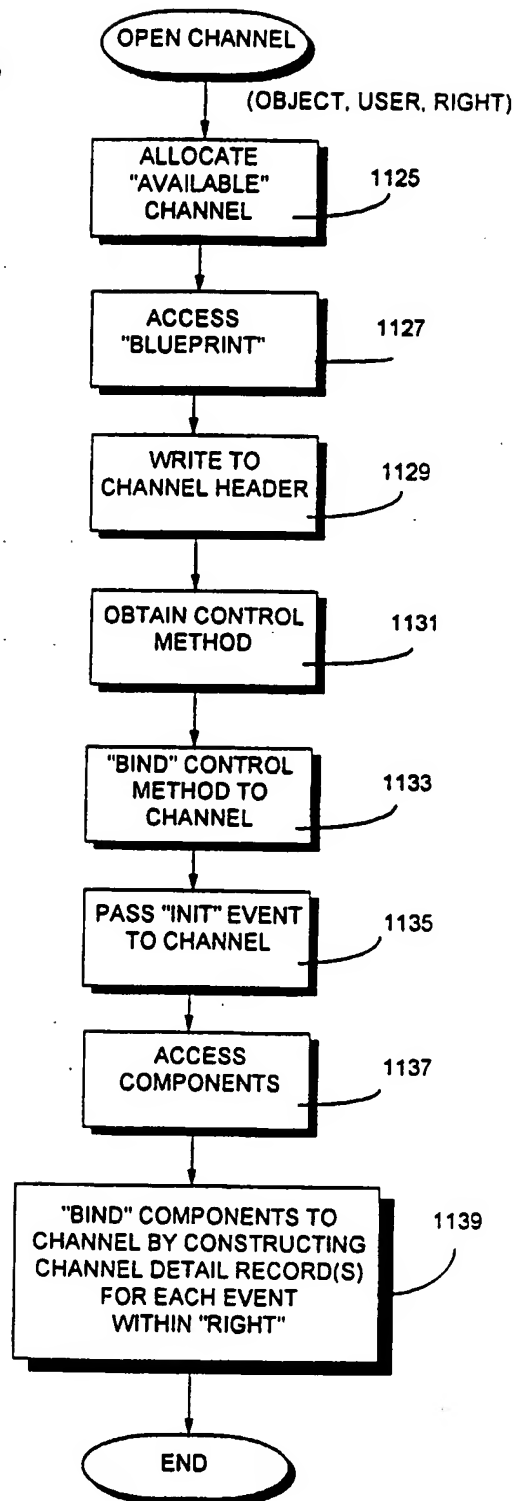 OPEN CHANNEL
(OBJECT, USER, RIGHT)
ALLOCATE
"AVAILABLE"
CHANNEL
1125
ACCESS
"BLUEPRINT"
1127
WRITE TO
CHANNEL HEADER
1129
OBTAIN CONTROL
METHOD
1131
"BIND" CONTROL
METHOD TO
CHANNEL
1133
PASS "INIT" EVENT
TO CHANNEL
1135
ACCESS
COMPONENTS
1137
"BIND" COMPONENTS TO
CHANNEL BY CONSTRUCTING
CHANNEL DETAIL RECORD(S)
FOR EACH EVENT
WITHIN "RIGHT"
1139
END